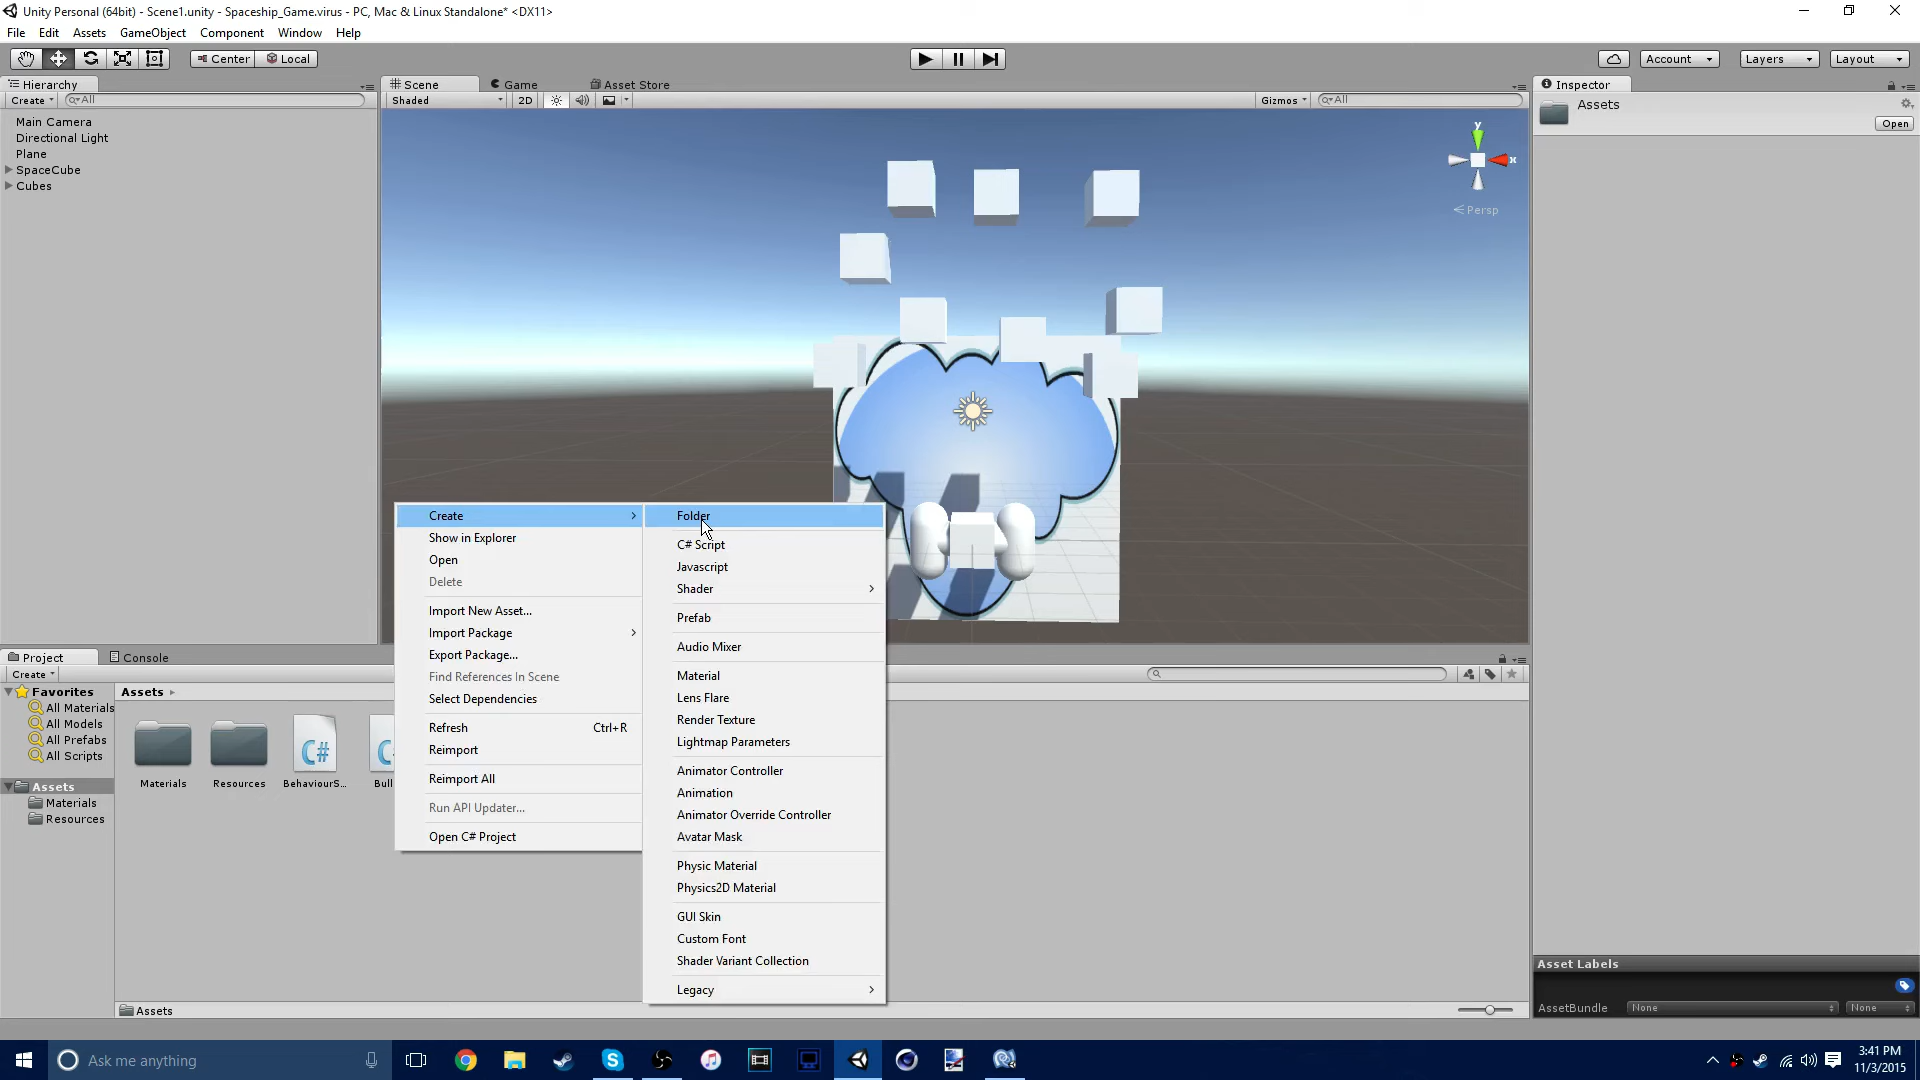 Unity Personal (64bit) - Scene1.unity - Spaceship_Game.virus - PC, Mac & Linux Standalone* <DX11>
File Edit Assets GameObject Component Window Help
Center Local Account Layers Layout
Hierarchy
Create All
Main Camera
Directional Light
Plane
SpaceCube
Cubes
Scene Game Asset Store
Shaded 2D Gizmos All
y
x
Persp
Inspector
Assets
Open
Create
Show in Explorer
Open
Delete
Import New Asset...
Import Package
Export Package...
Find References In Scene
Select Dependencies
Refresh Ctrl+R
Reimport
Reimport All
Run API Updater...
Open C# Project
Folder
C# Script
Javascript
Shader
Prefab
Audio Mixer
Material
Lens Flare
Render Texture
Lightmap Parameters
Animator Controller
Animation
Animator Override Controller
Avatar Mask
Physic Material
Physics2D Material
GUI Skin
Custom Font
Shader Variant Collection
Legacy
Project Console
Create
Favorites
All Materials
All Models
All Prefabs
All Scripts
Assets
Materials
Resources
Assets
C#
Materials Resources BehaviourS... Bull
Assets
Asset Labels
AssetBundle None None
Ask me anything
3:41 PM
11/3/2015